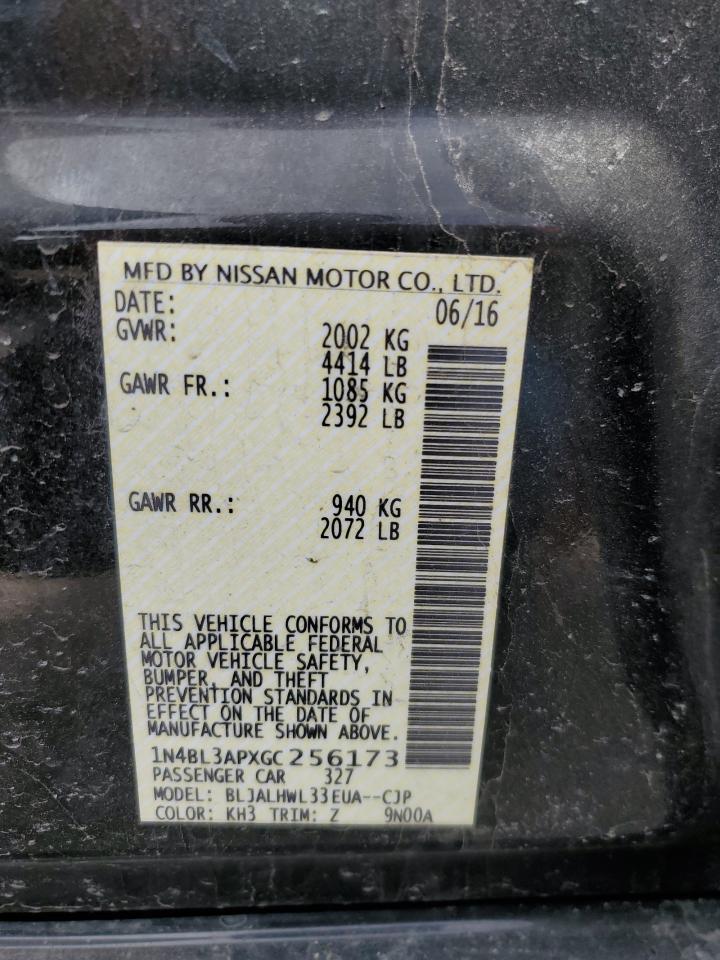 MFD BY NISSAN MOTOR CO., LTD.
DATE: 06/16
GVWR: 2002 KG
4414 LB
GAWR FR.: 1085 KG
2392 LB
GAWR RR.: 940 KG
2072 LB
THIS VEHICLE CONFORMS TO
ALL APPLICABLE FEDERAL
MOTOR VEHICLE SAFETY,
BUMPER, AND THEFT
PREVENTION STANDARDS IN
EFFECT ON THE DATE OF
MANUFACTURE SHOWN ABOVE.
1N4BL3APXGC256173
PASSENGER CAR 327
MODEL: BLJALHWL33EUA--CJP
COLOR: KH3 TRIM: Z 9N00A